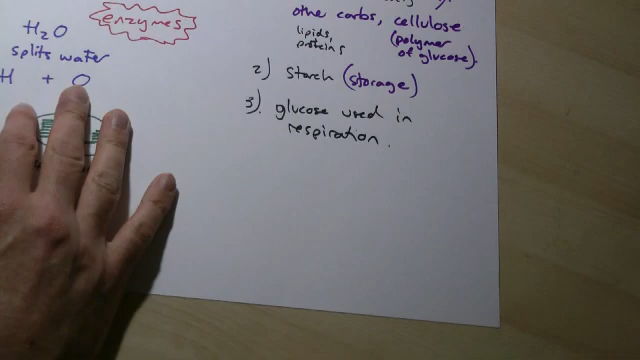 H₂O
splits water
H + O
enzymes
other carbs, cellulose
lipids,
proteins
(polymer
of glucose).
2) Starch (storage)
3). glucose used in
respiration.